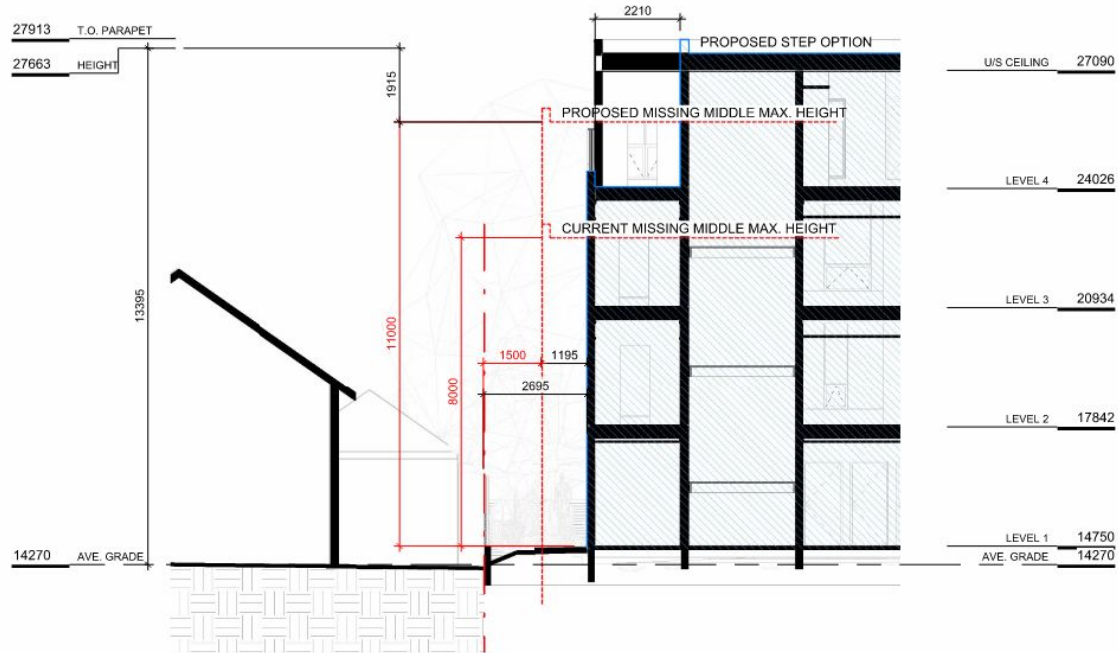 2210
27913 T.O. PARAPET
PROPOSED STEP OPTION
27663 HEIGHT
U/S CEILING 27090
1915
PROPOSED MISSING MIDDLE MAX. HEIGHT
LEVEL 4 24026
CURRENT MISSING MIDDLE MAX. HEIGHT
13395
11000
8000
LEVEL 3 20934
1500
1195
2695
LEVEL 2 17842
LEVEL 1 14750
14270 AVE. GRADE
AVE. GRADE 14270